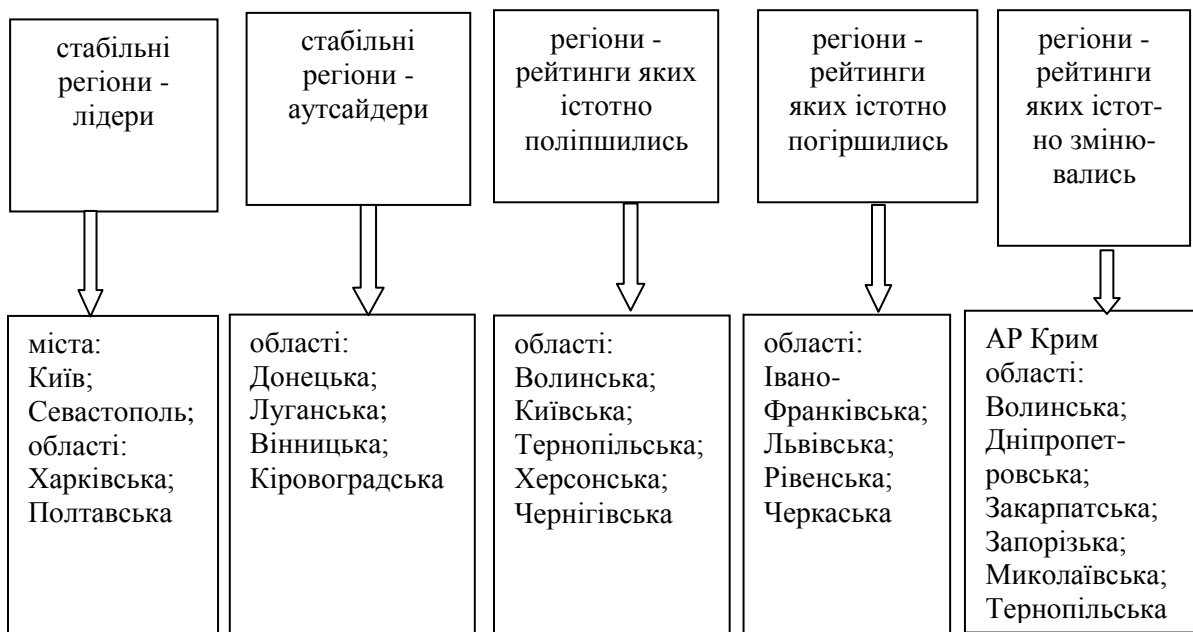 стабільні
регіони -
лідери
стабільні
регіони -
аутсайдери
регіони -
рейтинги яких
істотно
поліпшились
регіони -
рейтинги
яких істотно
погіршились
регіони -
рейтинги
яких істот-
но зміню-
вались
міста:
Київ;
Севастополь;
області:
Харківська;
Полтавська
області:
Донецька;
Луганська;
Вінницька;
Кіровоградська
області:
Волинська;
Київська;
Тернопільська;
Херсонська;
Чернігівська
області:
Івано-
Франківська;
Львівська;
Рівенська;
Черкаська
АР Крим
області:
Волинська;
Дніпропет-
ровська;
Закарпатська;
Запорізька;
Миколаївська;
Тернопільська